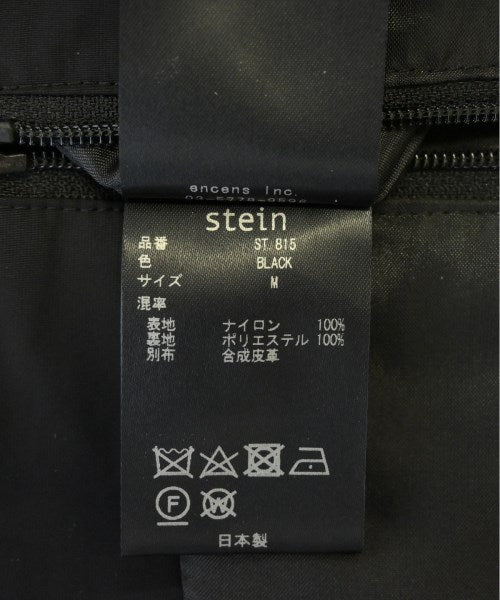 encens Inc.
stein
品番 ST.815
色 BLACK
サイズ M
混率
表地 ナイロン 100%
裏地 ポリエステル 100%
別布 合成皮革
F
W
日本製